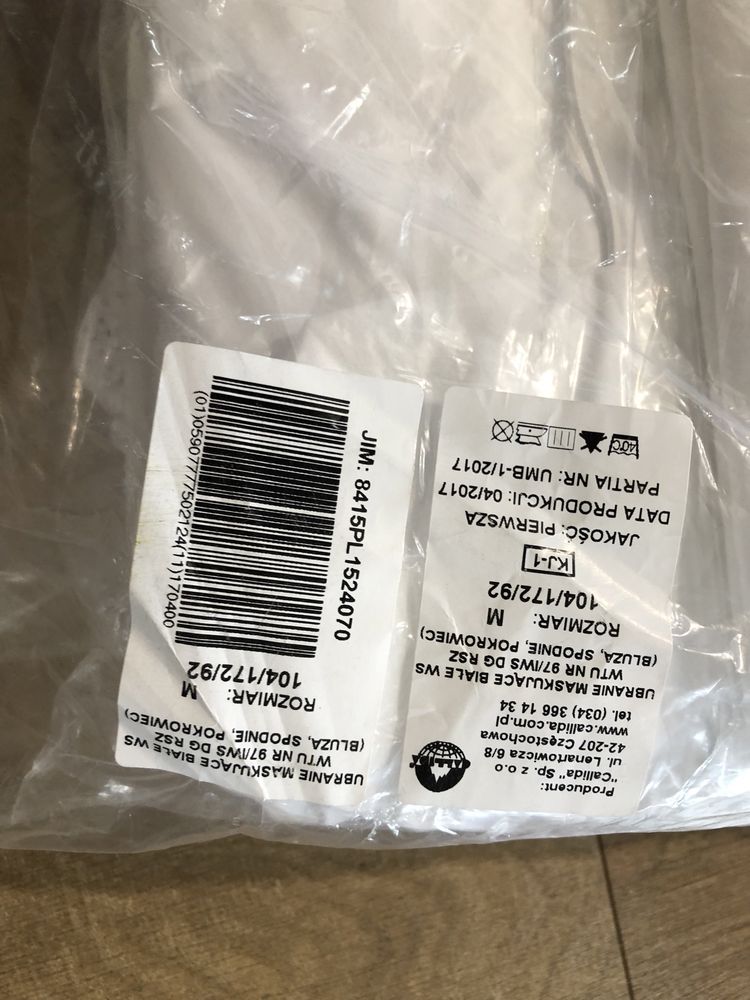 Producent:
"Callida" Sp. z o.o
ul. Lenartowicza 6/8
42-207 Częstochowa
www.callida.com.pl
tel. (034) 366 14 34
UBRANIE MASKUJĄCE BIAŁE WS
WTU NR 97/IWS DG RSZ
(BLUZA, SPODNIE, POKROWIEC)
ROZMIAR: M
104/172/92
KJ-1
JAKOŚĆ: PIERWSZA
DATA PRODUKCJI: 04/2017
PARTIA NR: UMB-1/2017
40°C
UBRANIE MASKUJĄCE BIAŁE WS
WTU NR 97/IWS DG RSZ
(BLUZA, SPODNIE, POKROWIEC)
ROZMIAR: M
104/172/92
JIM: 8415PL1524070
(01)05907777502124(11)170400